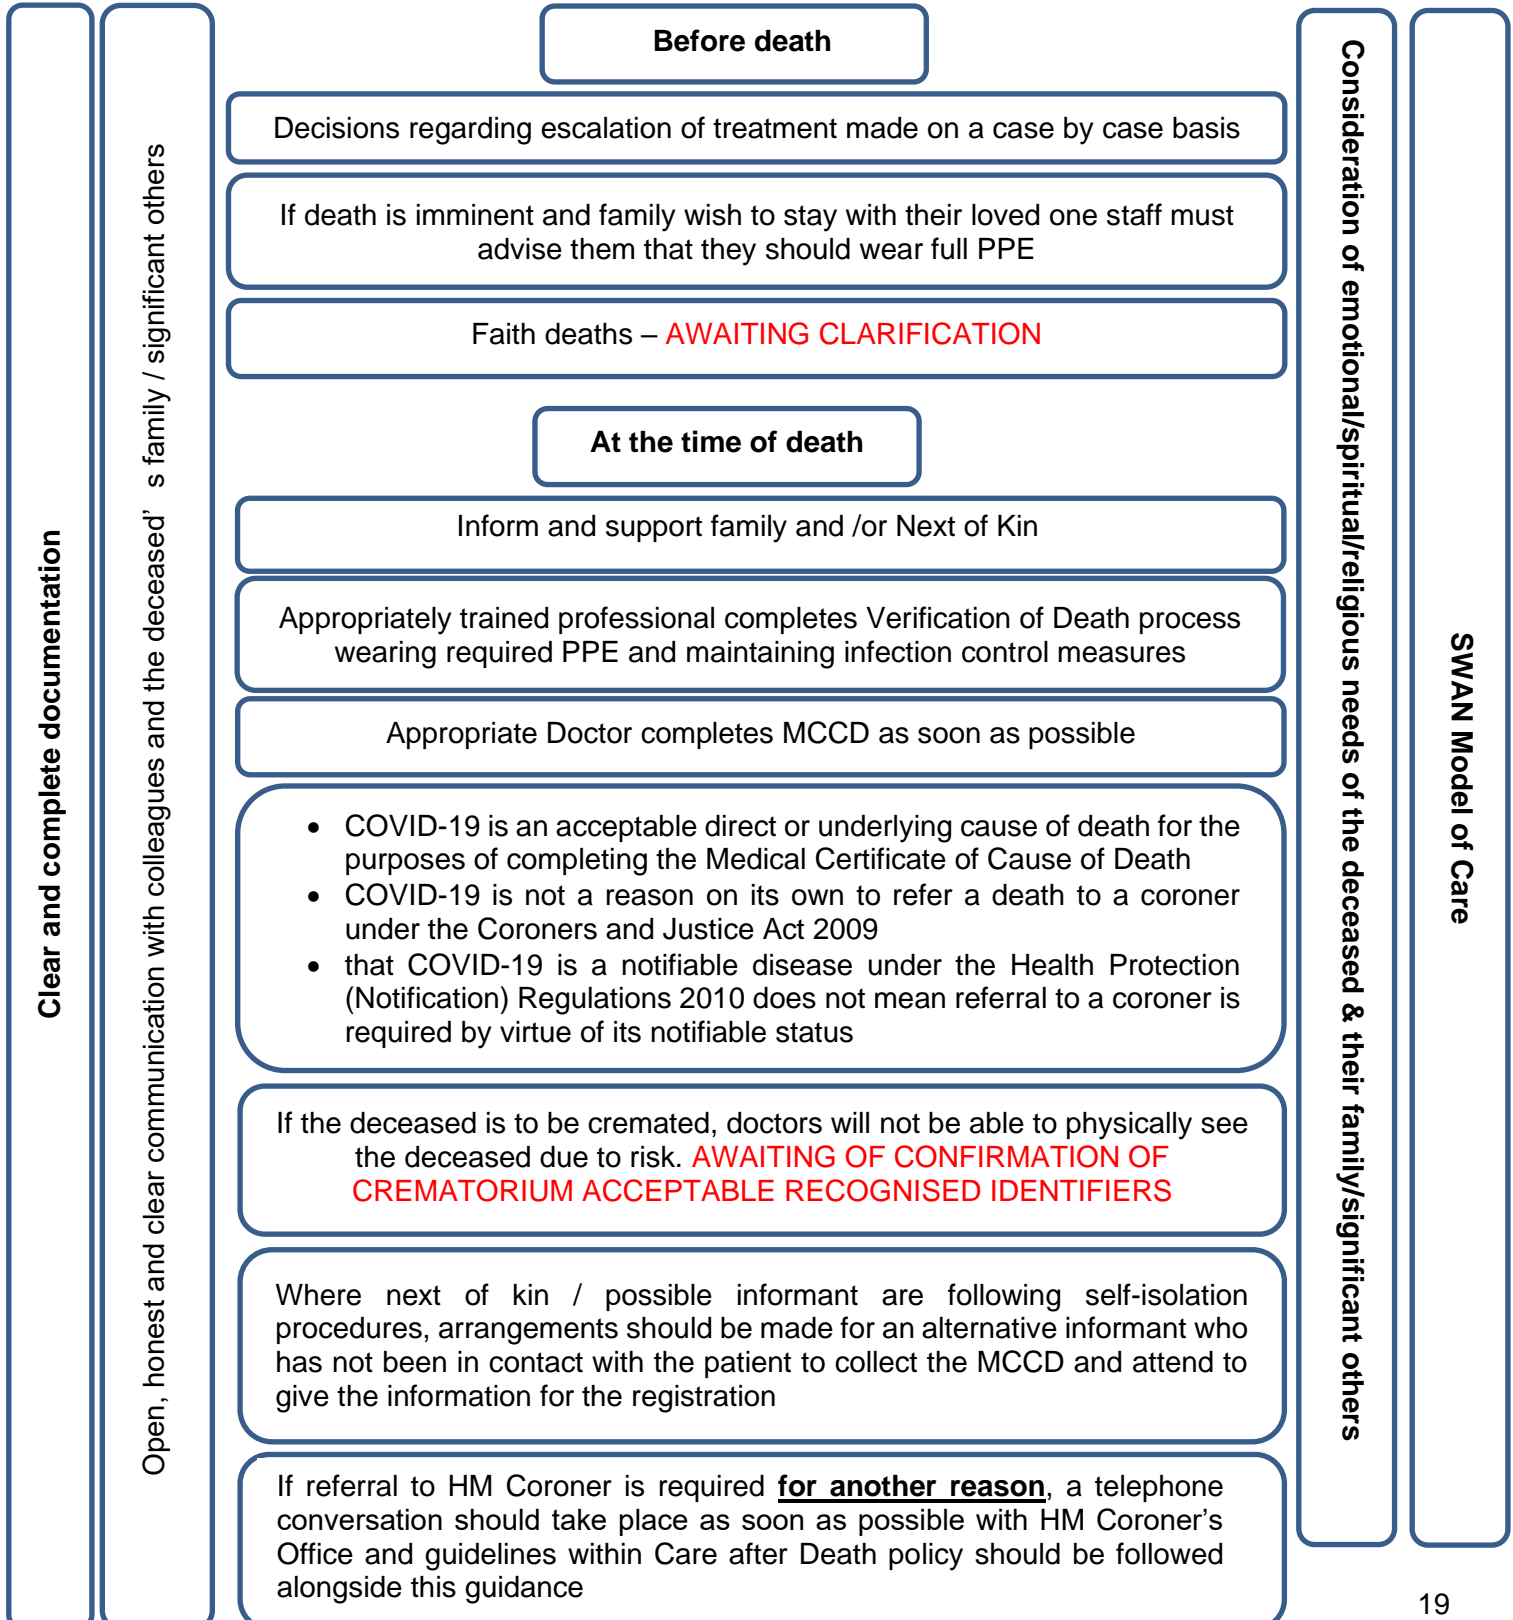 Clear and complete documentation
Open, honest and clear communication with colleagues and the deceased’ s family / significant others
Before death
Decisions regarding escalation of treatment made on a case by case basis
If death is imminent and family wish to stay with their loved one staff must
advise them that they should wear full PPE
Faith deaths – AWAITING CLARIFICATION
At the time of death
Inform and support family and /or Next of Kin
Appropriately trained professional completes Verification of Death process
wearing required PPE and maintaining infection control measures
Appropriate Doctor completes MCCD as soon as possible
• COVID-19 is an acceptable direct or underlying cause of death for the
purposes of completing the Medical Certificate of Cause of Death
• COVID-19 is not a reason on its own to refer a death to a coroner
under the Coroners and Justice Act 2009
• that COVID-19 is a notifiable disease under the Health Protection
(Notification) Regulations 2010 does not mean referral to a coroner is
required by virtue of its notifiable status
If the deceased is to be cremated, doctors will not be able to physically see
the deceased due to risk. AWAITING OF CONFIRMATION OF
CREMATORIUM ACCEPTABLE RECOGNISED IDENTIFIERS
Where next of kin / possible informant are following self-isolation
procedures, arrangements should be made for an alternative informant who
has not been in contact with the patient to collect the MCCD and attend to
give the information for the registration
If referral to HM Coroner is required for another reason, a telephone
conversation should take place as soon as possible with HM Coroner’s
Office and guidelines within Care after Death policy should be followed
alongside this guidance
Consideration of emotional/spiritual/religious needs of the deceased & their family/significant others
SWAN Model of Care
19